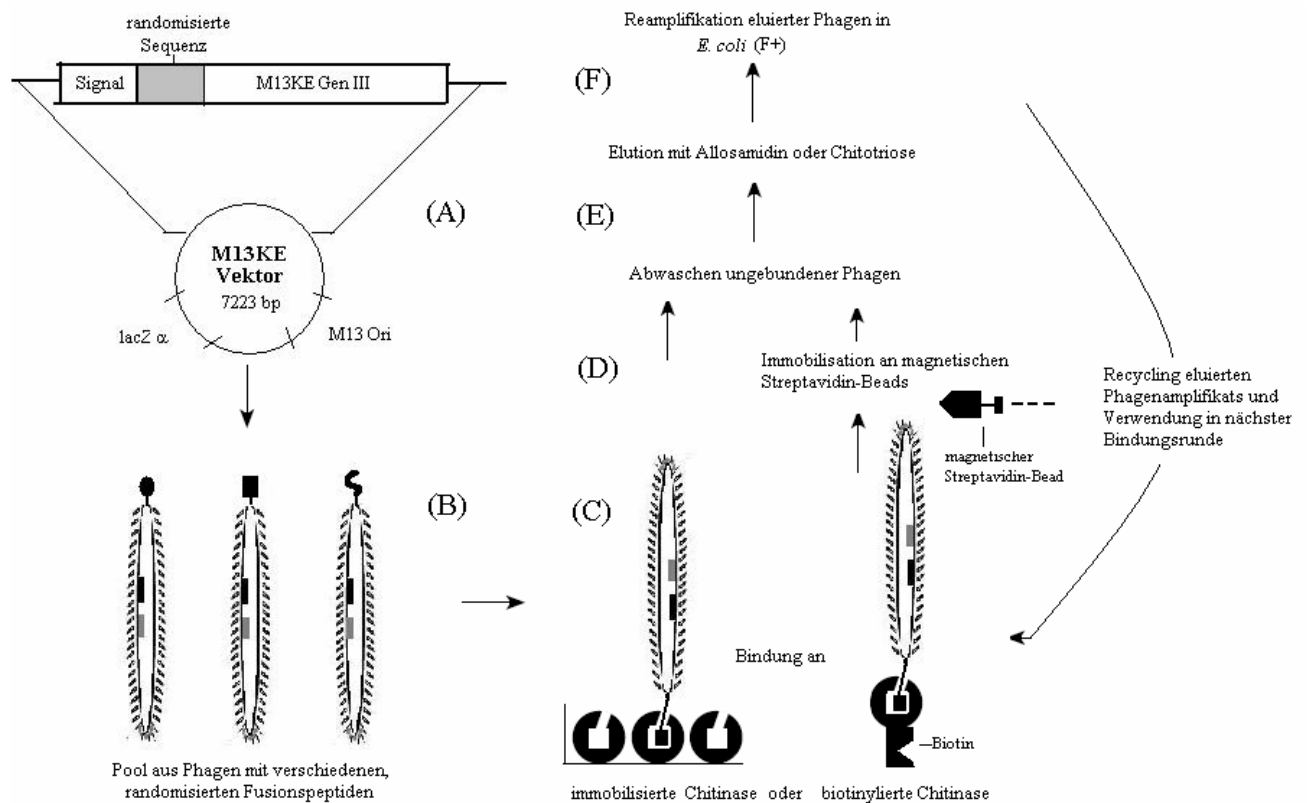 randomisierte
Sequenz
Signal
M13KE Gen III
(A)
M13KE
Vektor
7223 bp
lacZ α
M13 Ori
(B)
Pool aus Phagen mit verschiedenen,
randomisierten Fusionspeptiden
Reamplifikation eluierter Phagen in
E. coli (F+)
(F)
Elution mit Allosamidin oder Chitotriose
(E)
Abwaschen ungebundener Phagen
(D)
Immobilisation an magnetischen
Streptavidin-Beads
magnetischer
Streptavidin-Bead
Recycling eluierten
Phagenamplifikats und
Verwendung in nächster
Bindungsrunde
(C)
Bindung an
Biotin
immobilisierte Chitinase oder biotinylierte Chitinase